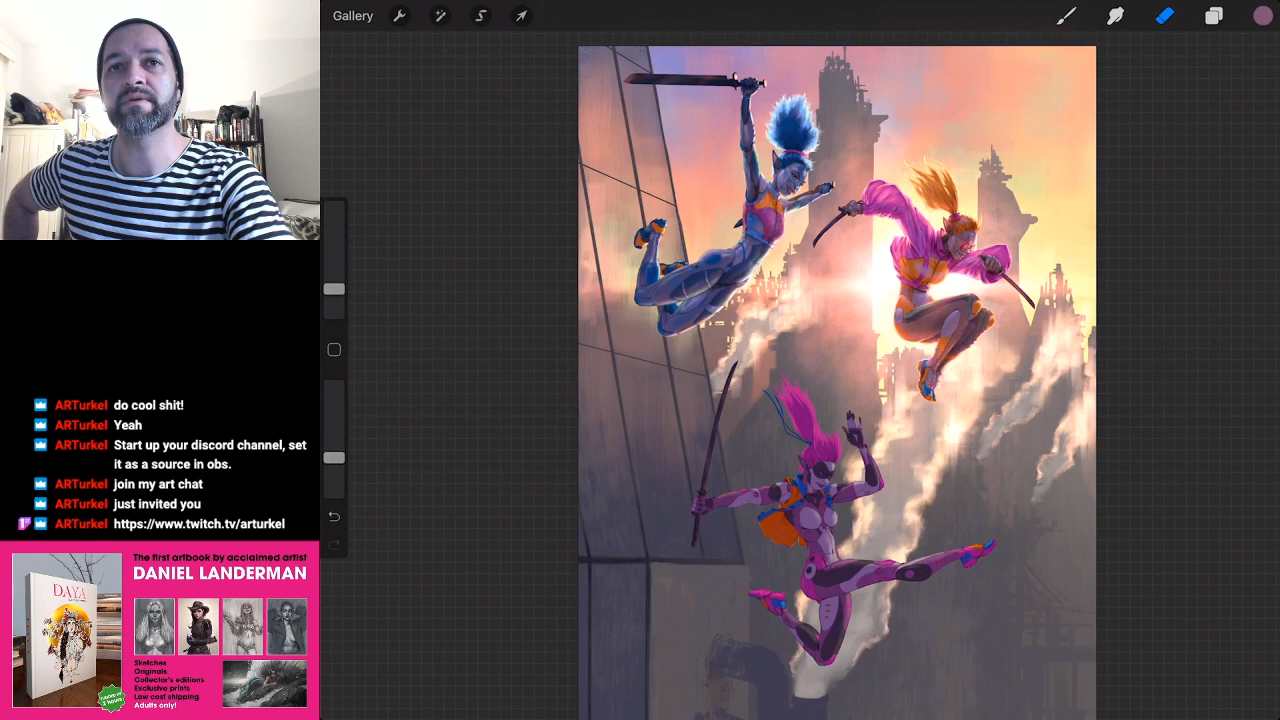 Gallery
ARTurkel do cool shit!
ARTurkel Yeah
ARTurkel Start up your discord channel, set
it as a source in obs.
ARTurkel join my art chat
ARTurkel just invited you
ARTurkel https://www.twitch.tv/arturkel
The first artbook by acclaimed artist
DANIEL LANDERMAN
DAYA
Sketches
Originals
Collector's editions
Exclusive prints
Low cost shipping
Adults only!